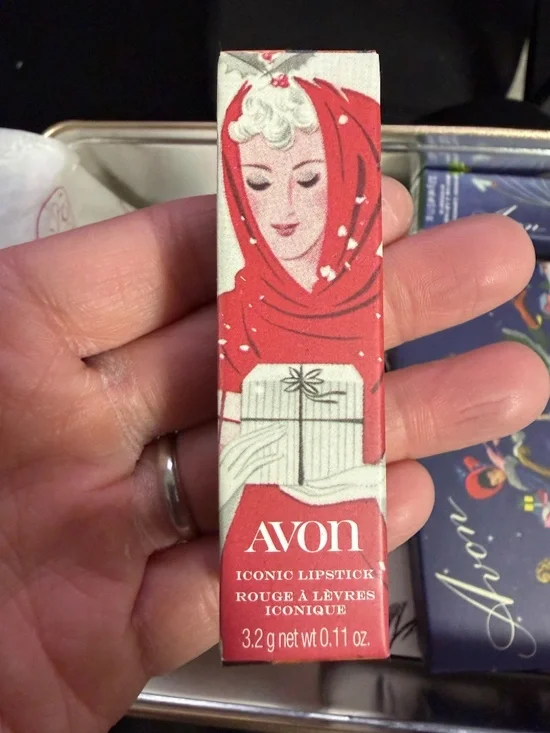 AVON
ICONIC LIPSTICK
ROUGE À LÈVRES
ICONIQUE
3.2 g net wt 0.11 oz.
Avon